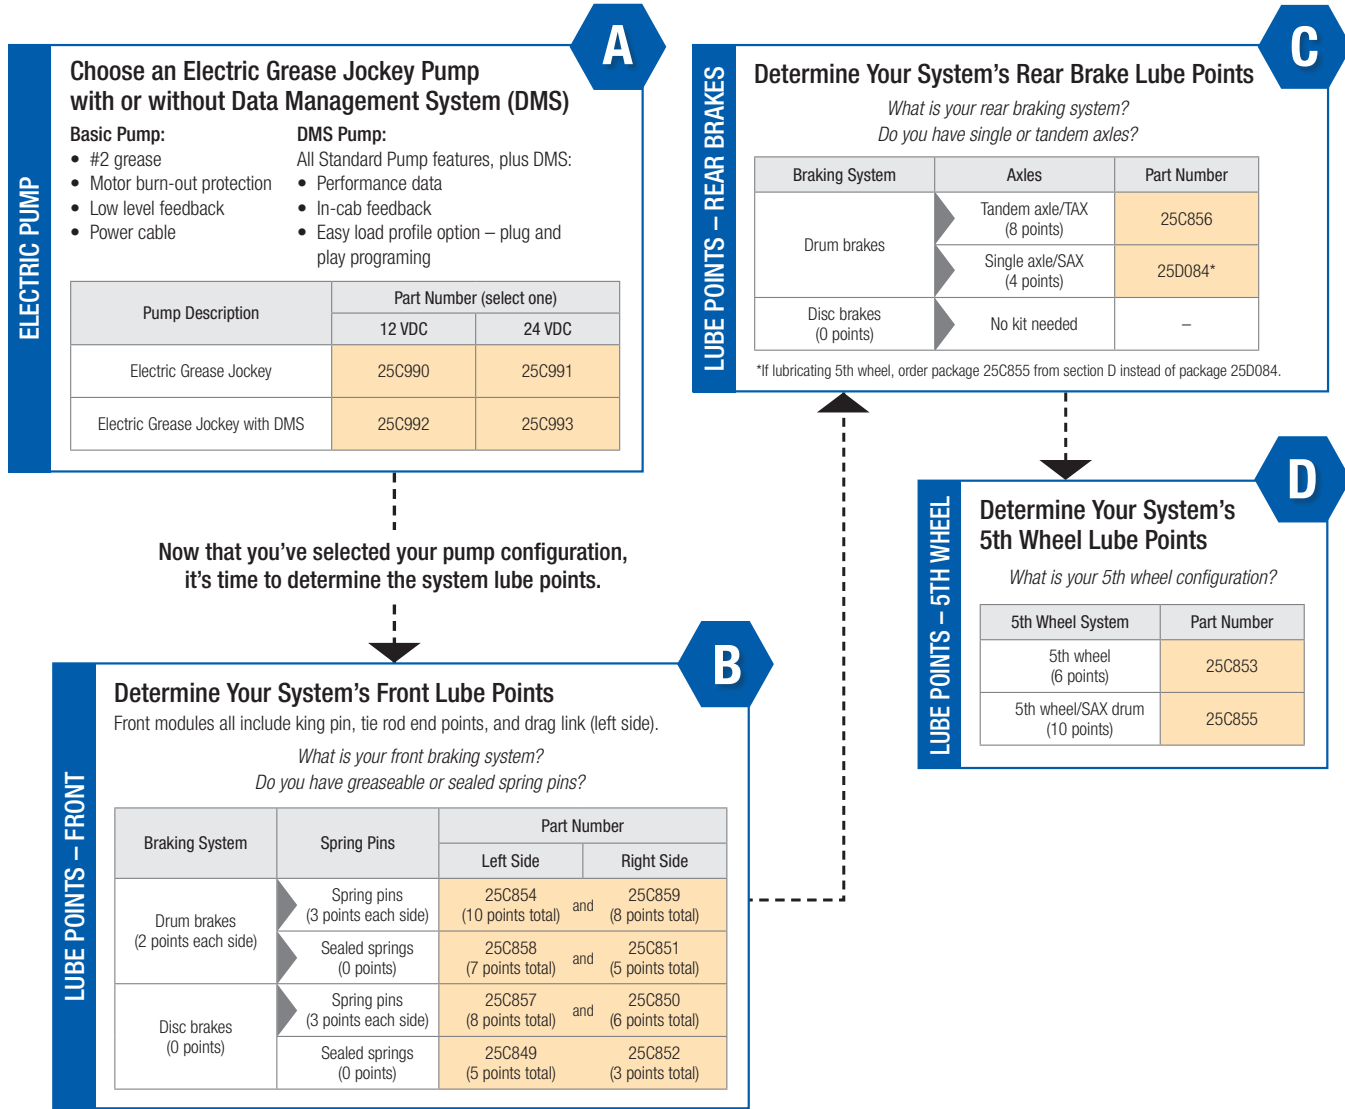 A
ELECTRIC PUMP
Choose an Electric Grease Jockey Pump
with or without Data Management System (DMS)
Basic Pump:
• #2 grease
• Motor burn-out protection
• Low level feedback
• Power cable
DMS Pump:
All Standard Pump features, plus DMS:
• Performance data
• In-cab feedback
• Easy load profile option – plug and
play programing
Pump Description
Part Number (select one)
12 VDC
24 VDC
Electric Grease Jockey
25C990
25C991
Electric Grease Jockey with DMS
25C992
25C993
Now that you've selected your pump configuration,
it's time to determine the system lube points.
B
LUBE POINTS – FRONT
Determine Your System's Front Lube Points
Front modules all include king pin, tie rod end points, and drag link (left side).
What is your front braking system?
Do you have greaseable or sealed spring pins?
Braking System
Spring Pins
Part Number
Left Side
Right Side
Drum brakes
(2 points each side)
Spring pins
(3 points each side)
25C854
(10 points total)
and
25C859
(8 points total)
Sealed springs
(0 points)
25C858
(7 points total)
and
25C851
(5 points total)
Disc brakes
(0 points)
Spring pins
(3 points each side)
25C857
(8 points total)
and
25C850
(6 points total)
Sealed springs
(0 points)
25C849
(5 points total)
25C852
(3 points total)
C
LUBE POINTS – REAR BRAKES
Determine Your System's Rear Brake Lube Points
What is your rear braking system?
Do you have single or tandem axles?
Braking System
Axles
Part Number
Drum brakes
Tandem axle/TAX
(8 points)
25C856
Single axle/SAX
(4 points)
25D084*
Disc brakes
(0 points)
No kit needed
–
*If lubricating 5th wheel, order package 25C855 from section D instead of package 25D084.
D
LUBE POINTS – 5TH WHEEL
Determine Your System's
5th Wheel Lube Points
What is your 5th wheel configuration?
5th Wheel System
Part Number
5th wheel
(6 points)
25C853
5th wheel/SAX drum
(10 points)
25C855